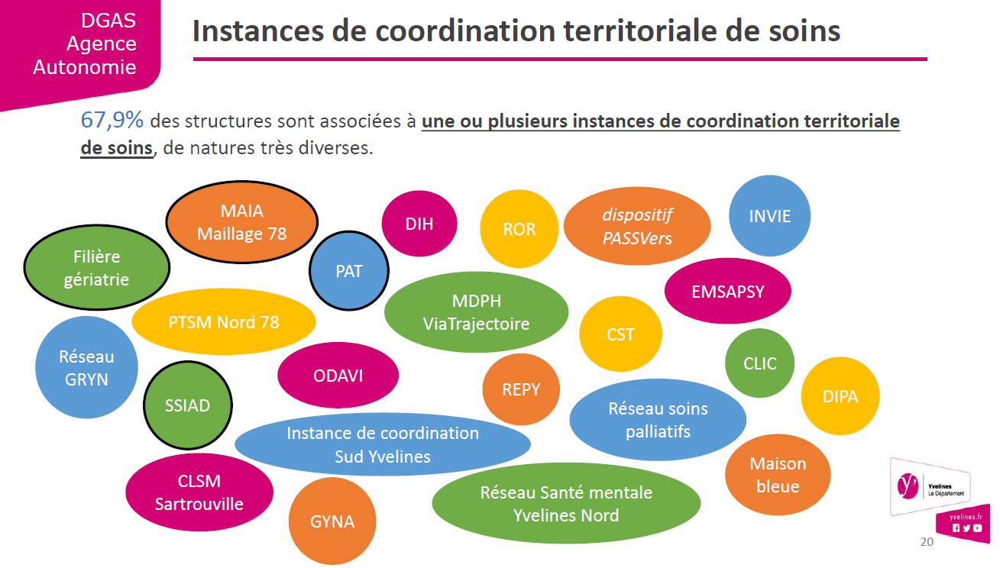 DGAS
Agence
Autonomie
Instances de coordination territoriale de soins
67,9% des structures sont associées à une ou plusieurs instances de coordination territoriale
de soins, de natures très diverses.
MAIA
Maillage 78
DIH
ROR
dispositif
PASSVers
INVIE
Filière
gériatrie
PAT
EMSAPSY
MDPH
ViaTrajectoire
PTSM Nord 78
CST
Réseau
GRYN
ODAVI
CLIC
REPY
DIPA
SSIAD
Réseau soins
palliatifs
Instance de coordination
Sud Yvelines
Maison
bleue
CLSM
Sartrouville
Réseau Santé mentale
Yvelines Nord
GYNA
Yvelines
Le Département
yvelines.fr
20